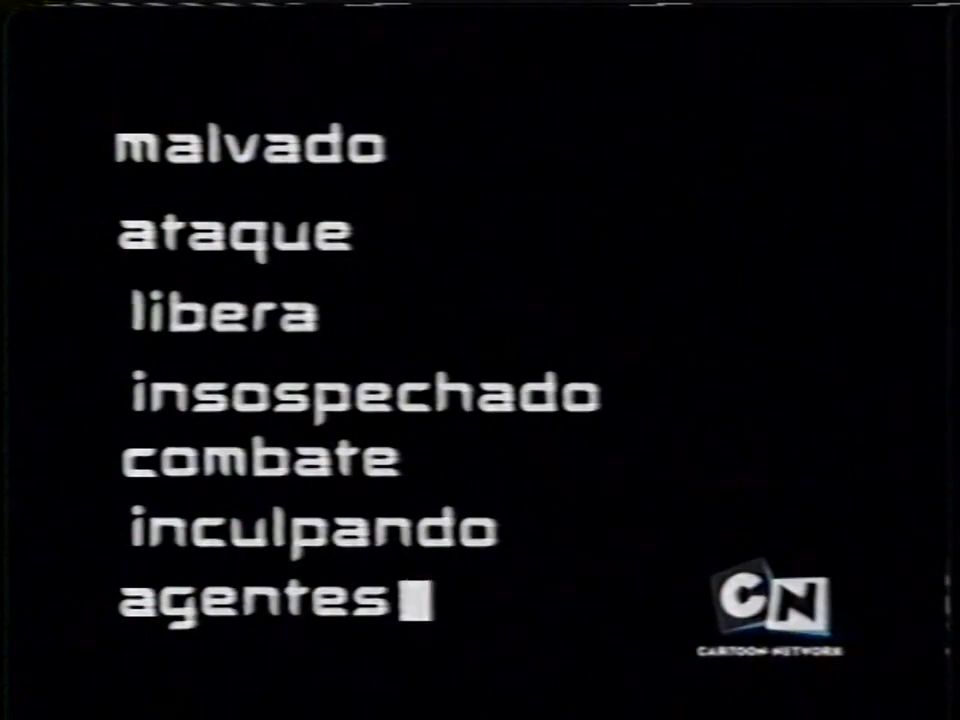 malvado
ataque
libera
insospechado
combate
inculpando
agentes
CN
CARTOON NETWORK